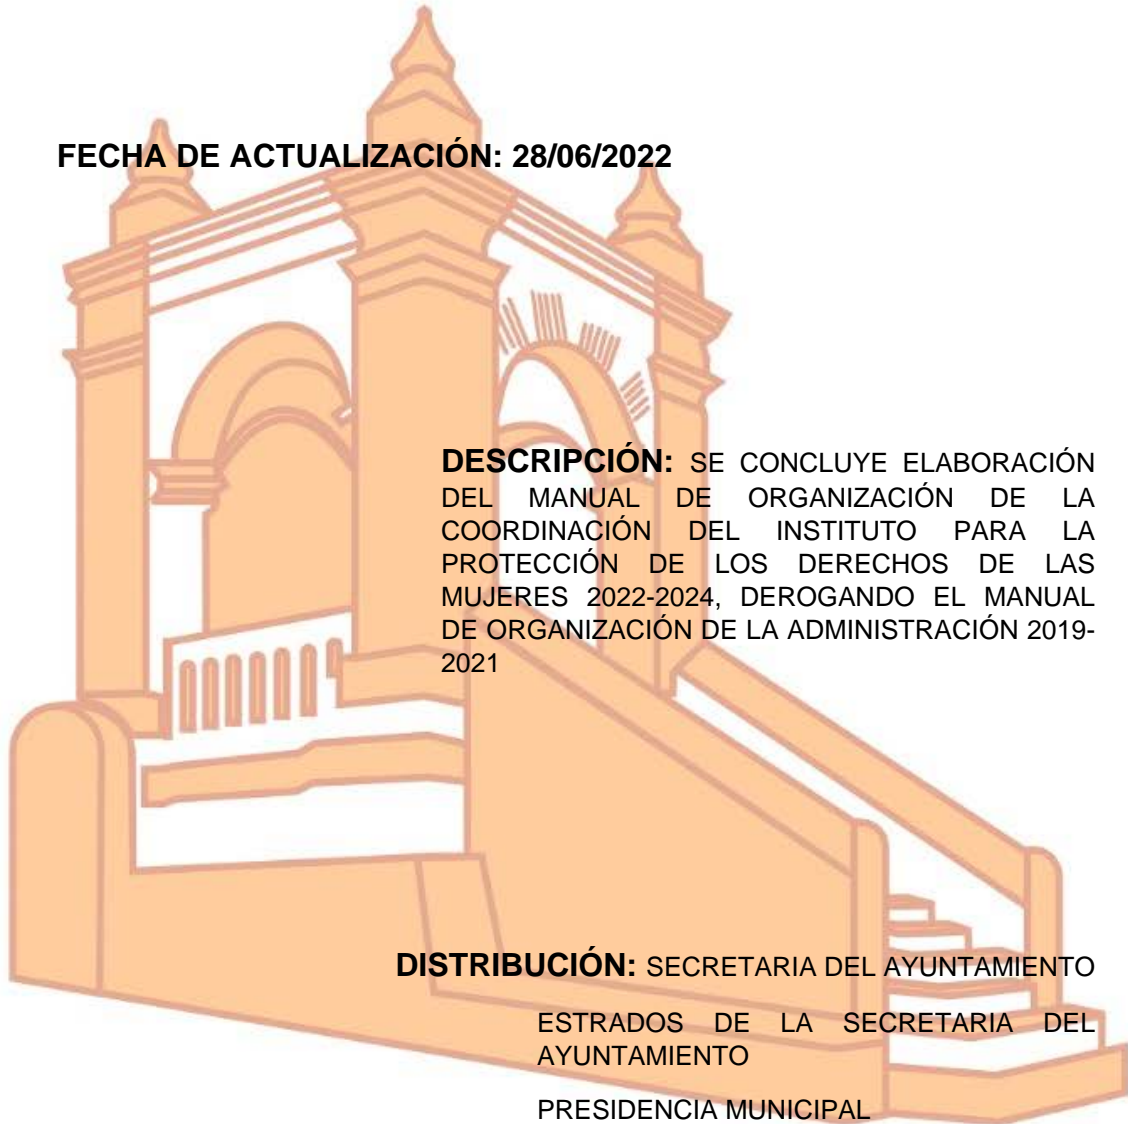 FECHA DE ACTUALIZACIÓN: 28/06/2022
DESCRIPCIÓN: SE CONCLUYE ELABORACIÓN
DEL MANUAL DE ORGANIZACIÓN DE LA
COORDINACIÓN DEL INSTITUTO PARA LA
PROTECCIÓN DE LOS DERECHOS DE LAS
MUJERES 2022-2024, DEROGANDO EL MANUAL
DE ORGANIZACIÓN DE LA ADMINISTRACIÓN 2019-
2021
DISTRIBUCIÓN: SECRETARIA DEL AYUNTAMIENTO
ESTRADOS DE LA SECRETARIA DEL
AYUNTAMIENTO
PRESIDENCIA MUNICIPAL